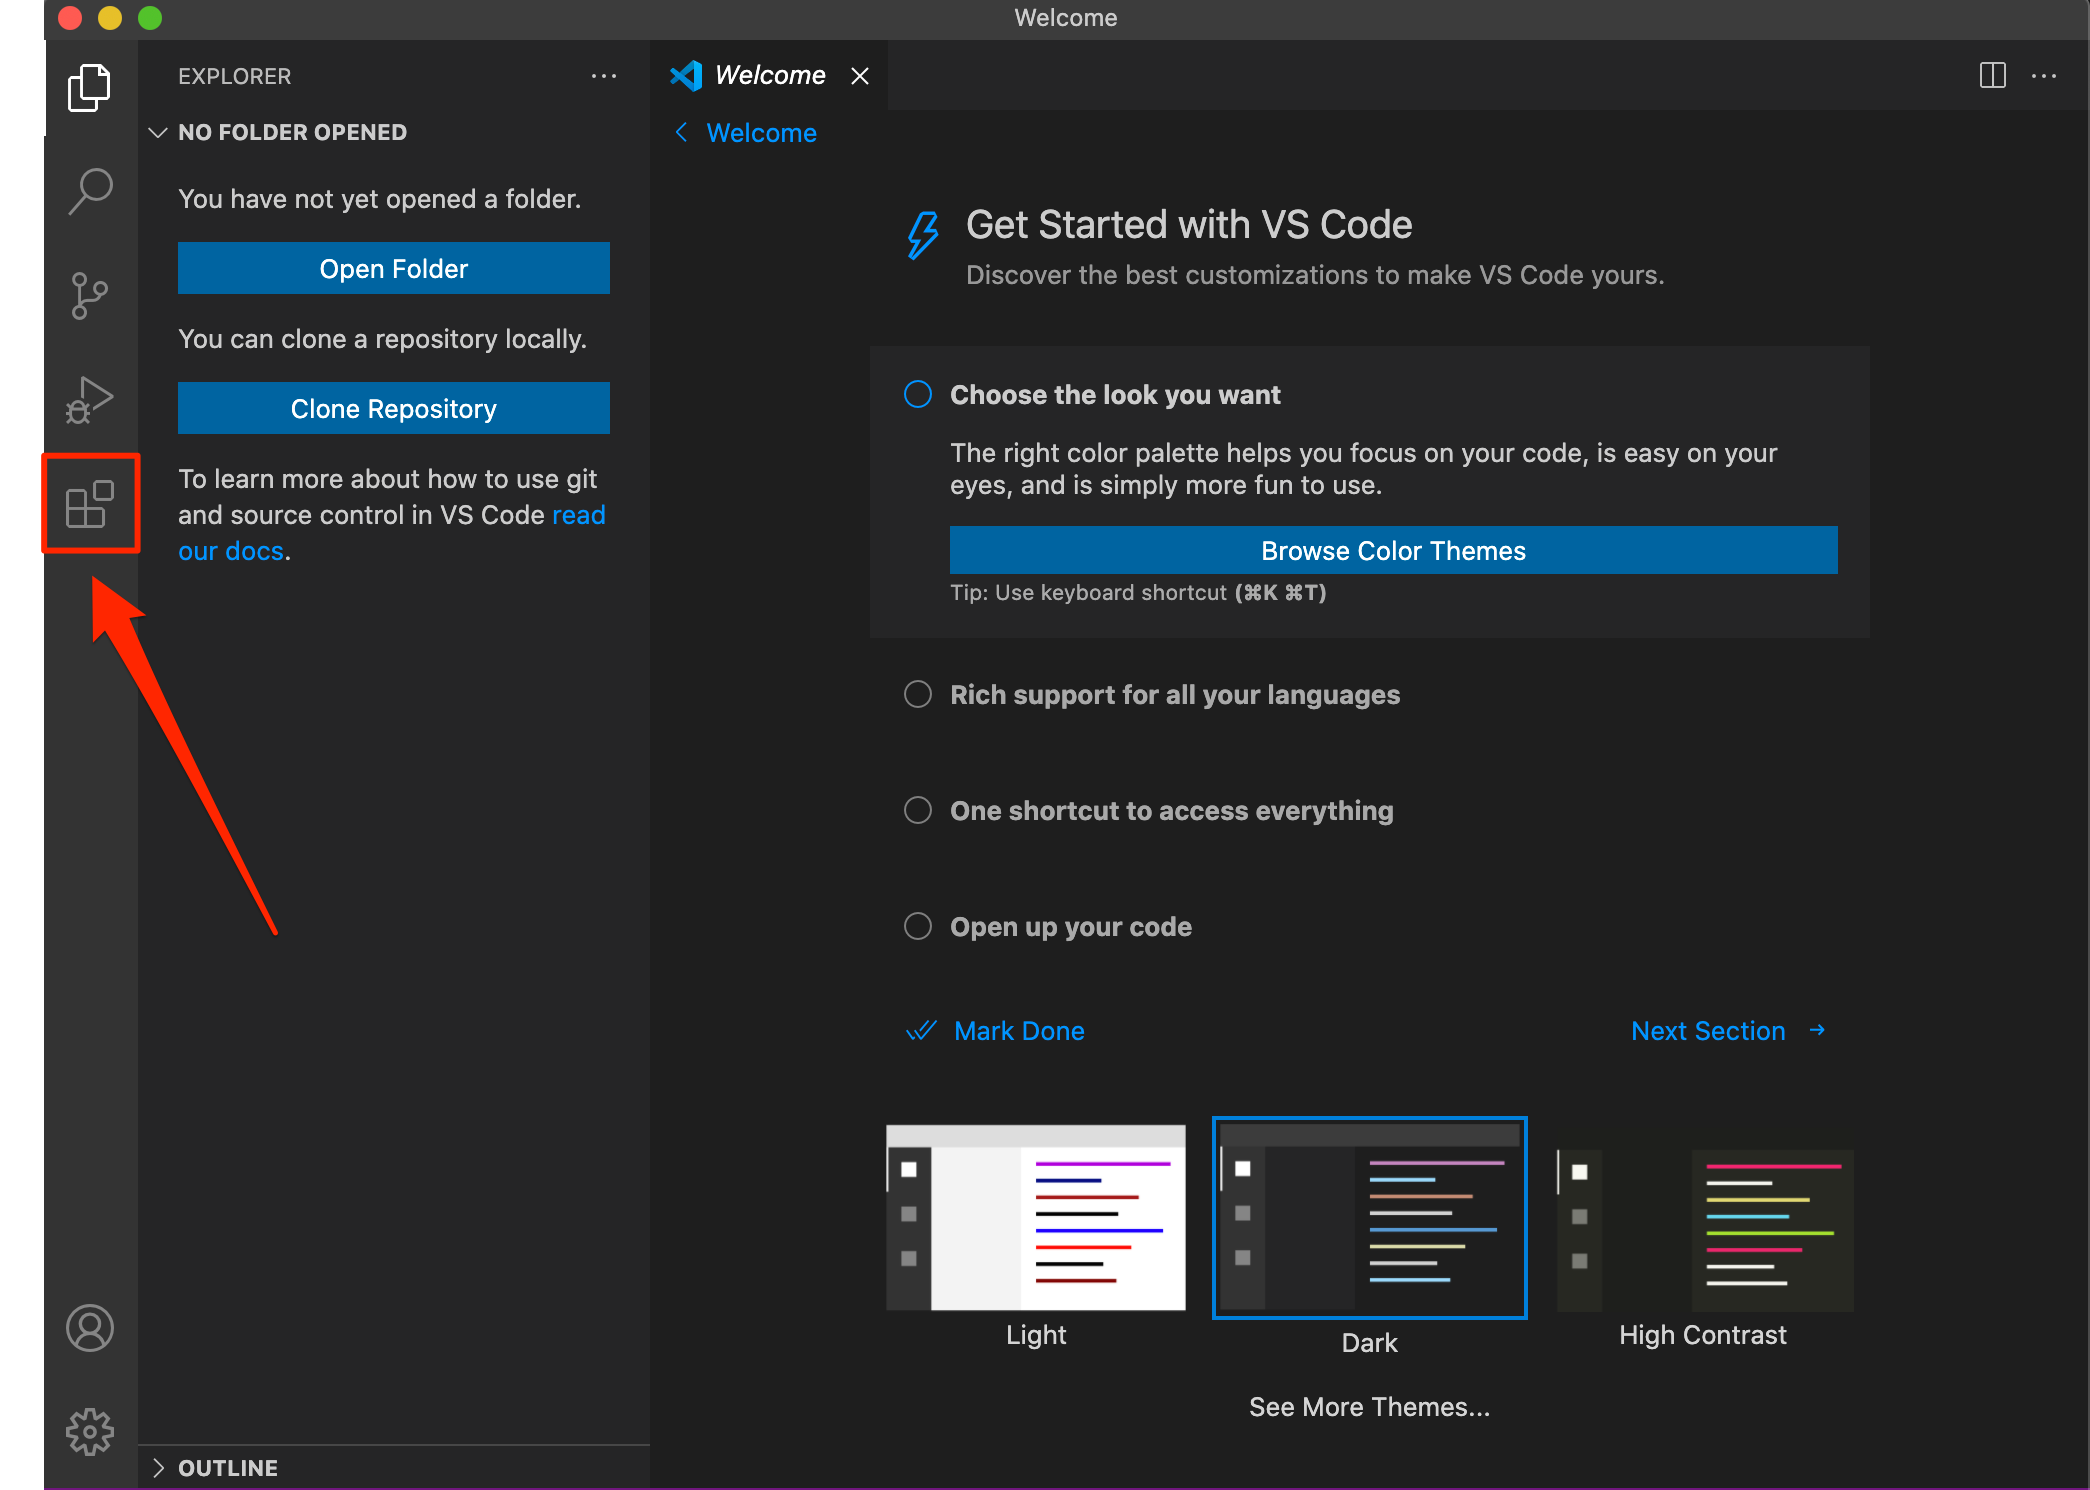 Welcome
EXPLORER
NO FOLDER OPENED
You have not yet opened a folder.
Open Folder
You can clone a repository locally.
Clone Repository
To learn more about how to use git
and source control in VS Code read
our docs.
OUTLINE
Welcome
Welcome
Get Started with VS Code
Discover the best customizations to make VS Code yours.
Choose the look you want
The right color palette helps you focus on your code, is easy on your
eyes, and is simply more fun to use.
Browse Color Themes
Tip: Use keyboard shortcut (⌘K ⌘T)
Rich support for all your languages
One shortcut to access everything
Open up your code
Mark Done
Next Section →
Light
Dark
High Contrast
See More Themes...